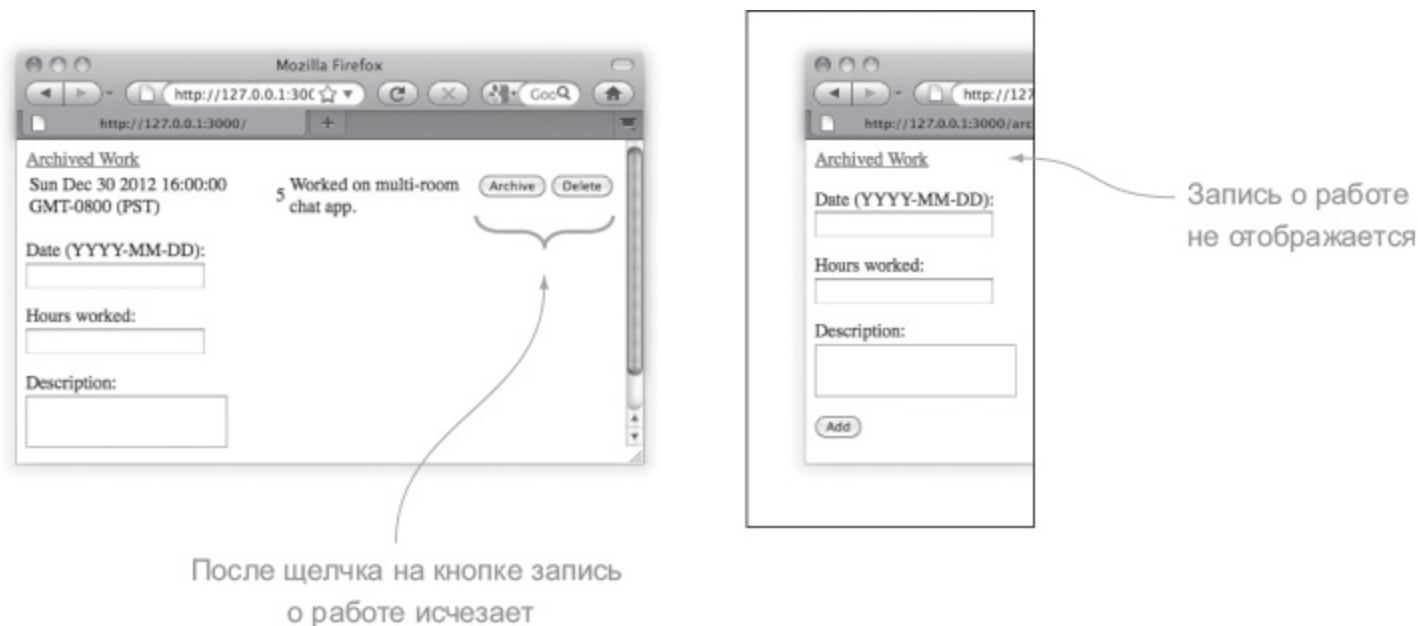 Mozilla Firefox
http://127.0.0.1:300
Goo
http://127.0.0.1:3000/
Archived Work
Sun Dec 30 2012 16:00:00
GMT-0800 (PST)
5
Worked on multi-room
chat app.
Archive
Delete
Date (YYYY-MM-DD):
Hours worked:
Description:
После щелчка на кнопке запись
о работе исчезает
http://127
http://127.0.0.1:3000/arc
Archived Work
Date (YYYY-MM-DD):
Hours worked:
Description:
Add
Запись о работе
не отображается